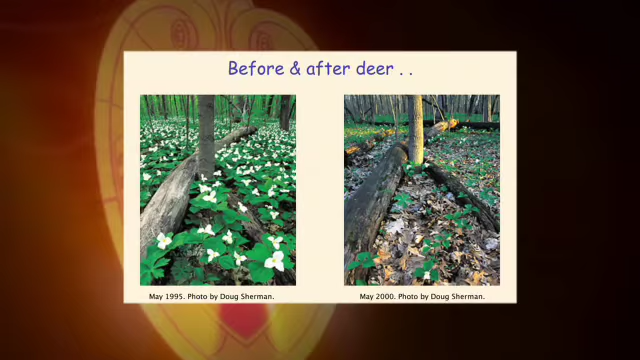 Before & after deer . .
May 1995. Photo by Doug Sherman.
May 2000. Photo by Doug Sherman.